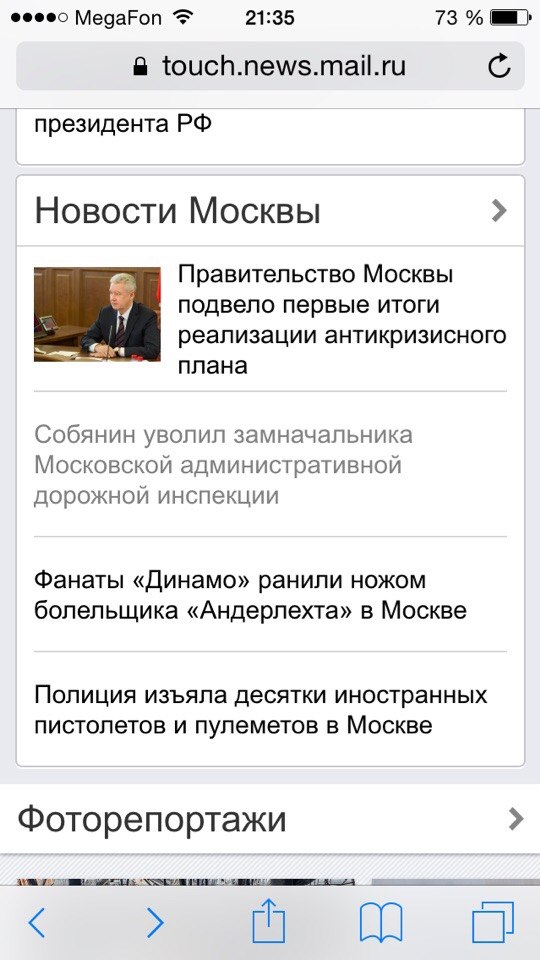 MegaFon 21:35 73 %
touch.news.mail.ru
президента РФ
Новости Москвы
Правительство Москвы
подвело первые итоги
реализации антикризисного
плана
Собянин уволил замначальника
Московской административной
дорожной инспекции
Фанаты «Динамо» ранили ножом
болельщика «Андерлехта» в Москве
Полиция изъяла десятки иностранных
пистолетов и пулеметов в Москве
Фоторепортажи